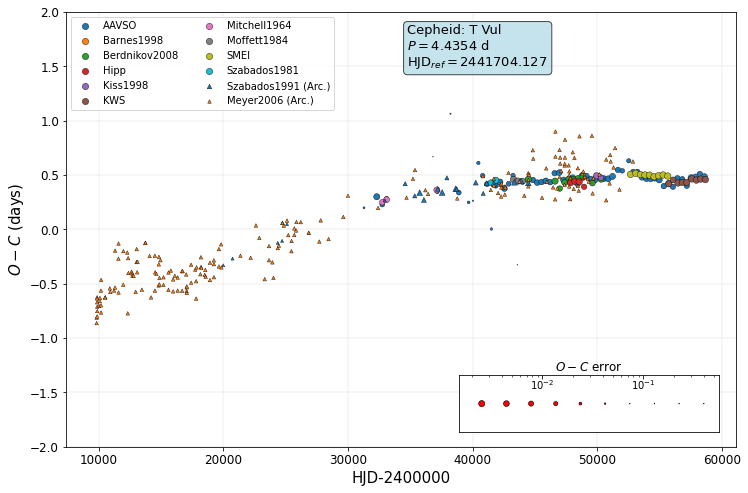 AAVSO
Barnes1998
Berdnikov2008
Hipp
Kiss1998
KWS
Mitchell1964
Moffett1984
SMEI
Szabados1981
Szabados1991 (Arc.)
Meyer2006 (Arc.)
Cepheid: T Vul
P = 4.4354 d
HJD_ref = 2441704.127
2.0
1.5
1.0
0.5
0.0
−0.5
−1.0
−1.5
−2.0
O − C (days)
O − C error
10⁻² 10⁻¹
10000 20000 30000 40000 50000 60000
HJD-2400000